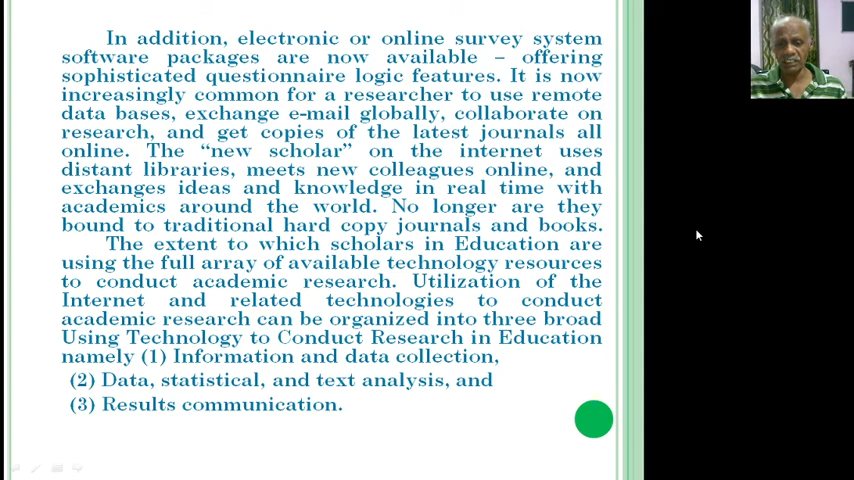 In addition, electronic or online survey system
software packages are now available – offering
sophisticated questionnaire logic features. It is now
increasingly common for a researcher to use remote
data bases, exchange e-mail globally, collaborate on
research, and get copies of the latest journals all
online. The “new scholar” on the internet uses
distant libraries, meets new colleagues online, and
exchanges ideas and knowledge in real time with
academics around the world. No longer are they
bound to traditional hard copy journals and books.
The extent to which scholars in Education are
using the full array of available technology resources
to conduct academic research. Utilization of the
Internet and related technologies to conduct
academic research can be organized into three broad
Using Technology to Conduct Research in Education
namely (1) Information and data collection,
(2) Data, statistical, and text analysis, and
(3) Results communication.